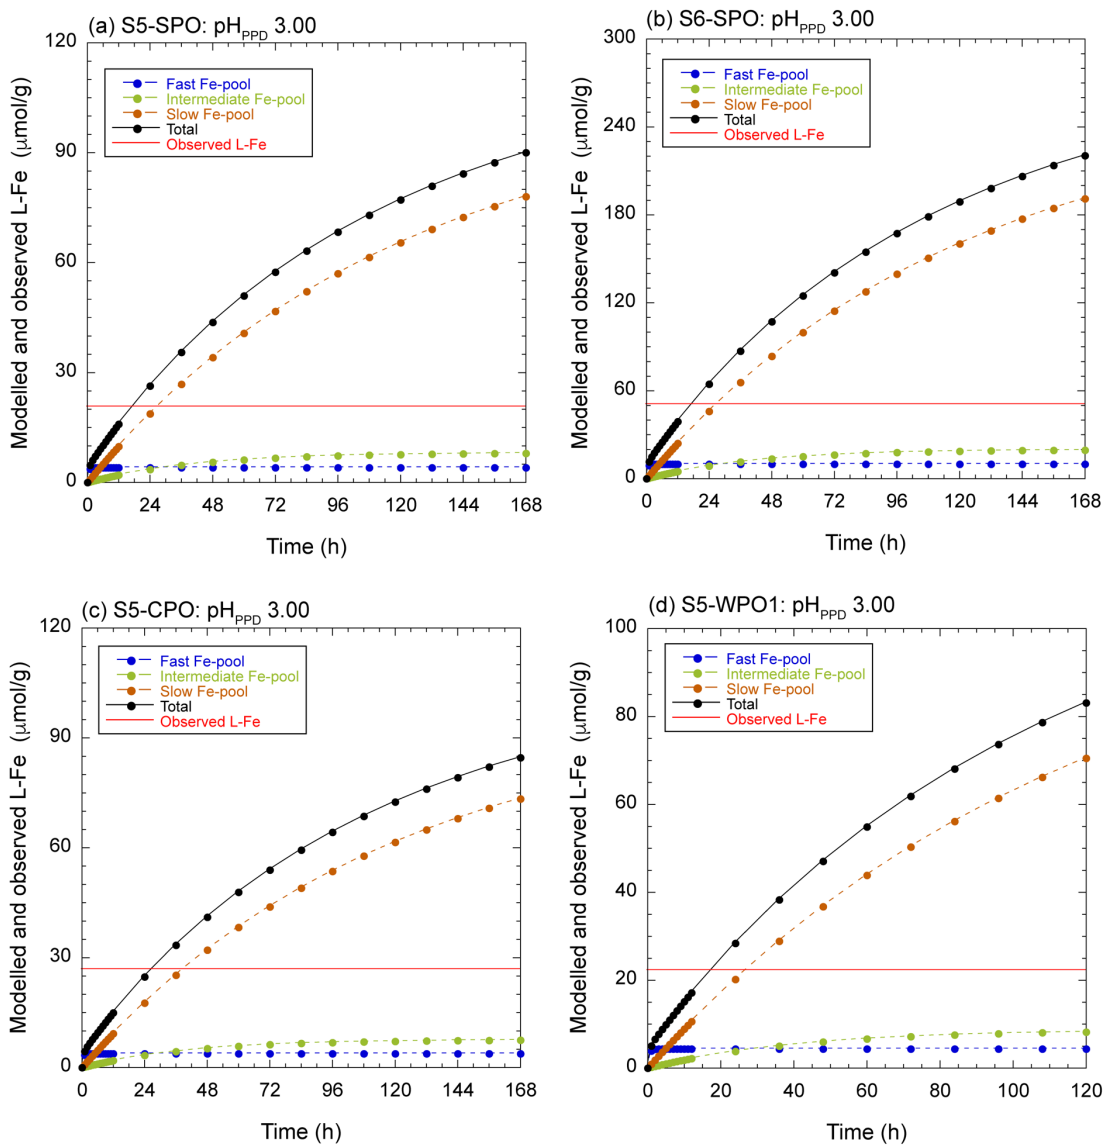 (a) S5-SPO: pHPPD 3.00
120
90
60
30
0
Modelled and observed L-Fe (μmol/g)
Fast Fe-pool
Intermediate Fe-pool
Slow Fe-pool
Total
Observed L-Fe
0 24 48 72 96 120 144 168
Time (h)
(b) S6-SPO: pHPPD 3.00
300
240
180
120
60
0
Modelled and observed L-Fe (μmol/g)
Fast Fe-pool
Intermediate Fe-pool
Slow Fe-pool
Total
Observed L-Fe
0 24 48 72 96 120 144 168
Time (h)
(c) S5-CPO: pHPPD 3.00
120
90
60
30
0
Modelled and observed L-Fe (μmol/g)
Fast Fe-pool
Intermediate Fe-pool
Slow Fe-pool
Total
Observed L-Fe
0 24 48 72 96 120 144 168
Time (h)
(d) S5-WPO1: pHPPD 3.00
100
80
60
40
20
0
Modelled and observed L-Fe (μmol/g)
Fast Fe-pool
Intermediate Fe-pool
Slow Fe-pool
Total
Observed L-Fe
0 20 40 60 80 100 120
Time (h)